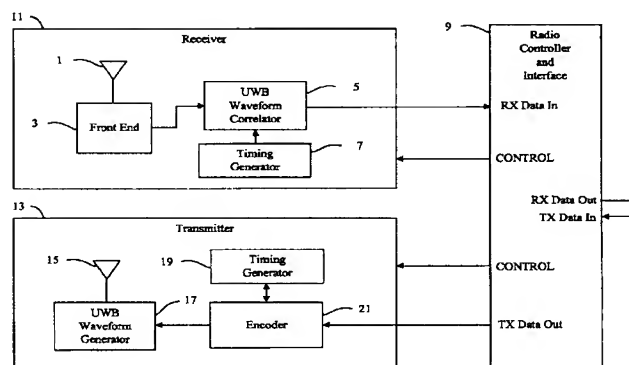 11
Receiver
1
3
Front End
UWB
Waveform
Correlator
5
Timing
Generator
7
9
Radio
Controller
and
Interface
RX Data In
CONTROL
RX Data Out
TX Data In
CONTROL
TX Data Out
13
Transmitter
15
19
Timing
Generator
17
UWB
Waveform
Generator
Encoder
21